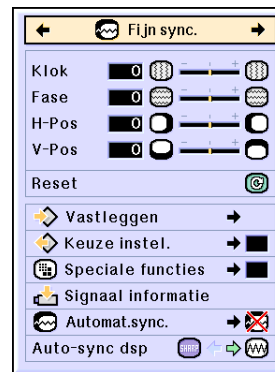 Fijn sync.
Klok 0
Fase 0
H-Pos 0
V-Pos 0
Reset
Vastleggen
Keuze instel.
Speciale functies
Signaal informatie
Automat.sync.
Auto-sync dsp SHARP